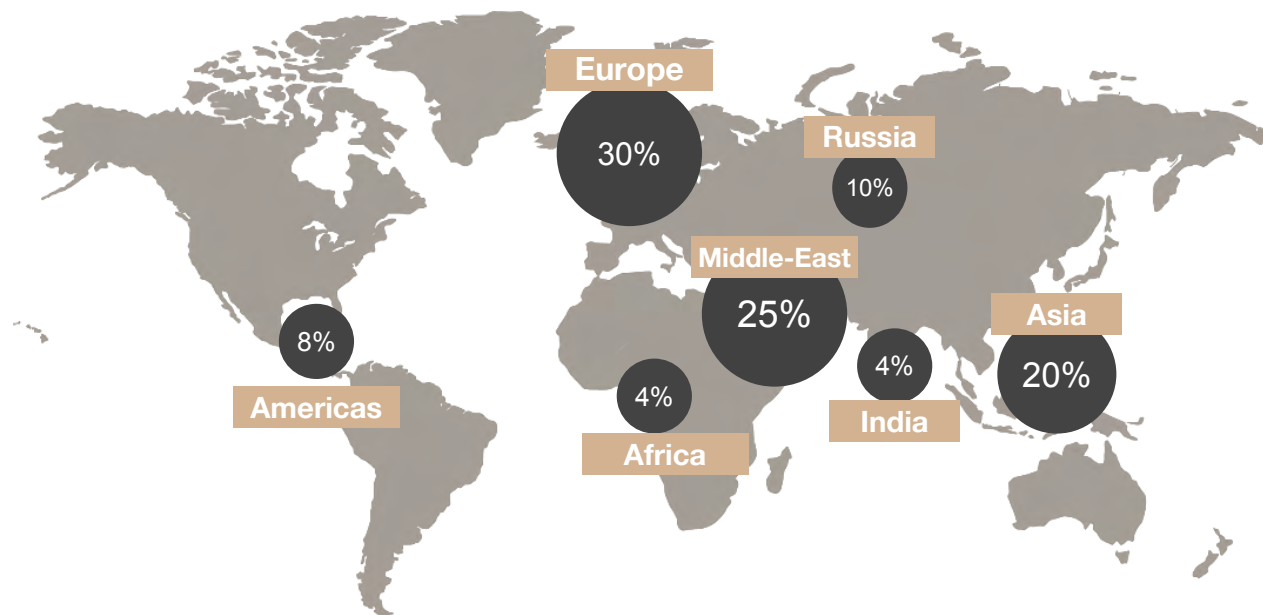 Europe
30%
Russia
10%
Middle-East
25%
Asia
20%
8%
Americas
4%
Africa
4%
India